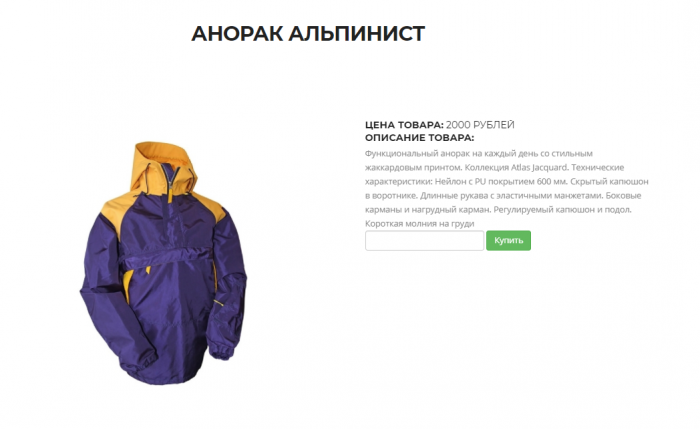 АНОРАК АЛЬПИНИСТ
ЦЕНА ТОВАРА: 2000 РУБЛЕЙ
ОПИСАНИЕ ТОВАРА:
Функциональный анорак на каждый день со стильным
жаккардовым принтом. Коллекция Atlas Jacquard. Технические
характеристики: Нейлон с PU покрытием 600 мм. Скрытый капюшон
в воротнике. Длинные рукава с эластичными манжетами. Боковые
карманы и нагрудный карман. Регулируемый капюшон и подол.
Короткая молния на груди
Купить